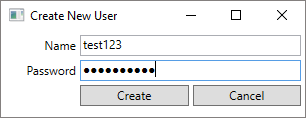 Create New User
Name test123
Password ●●●●●●●●●●
Create Cancel